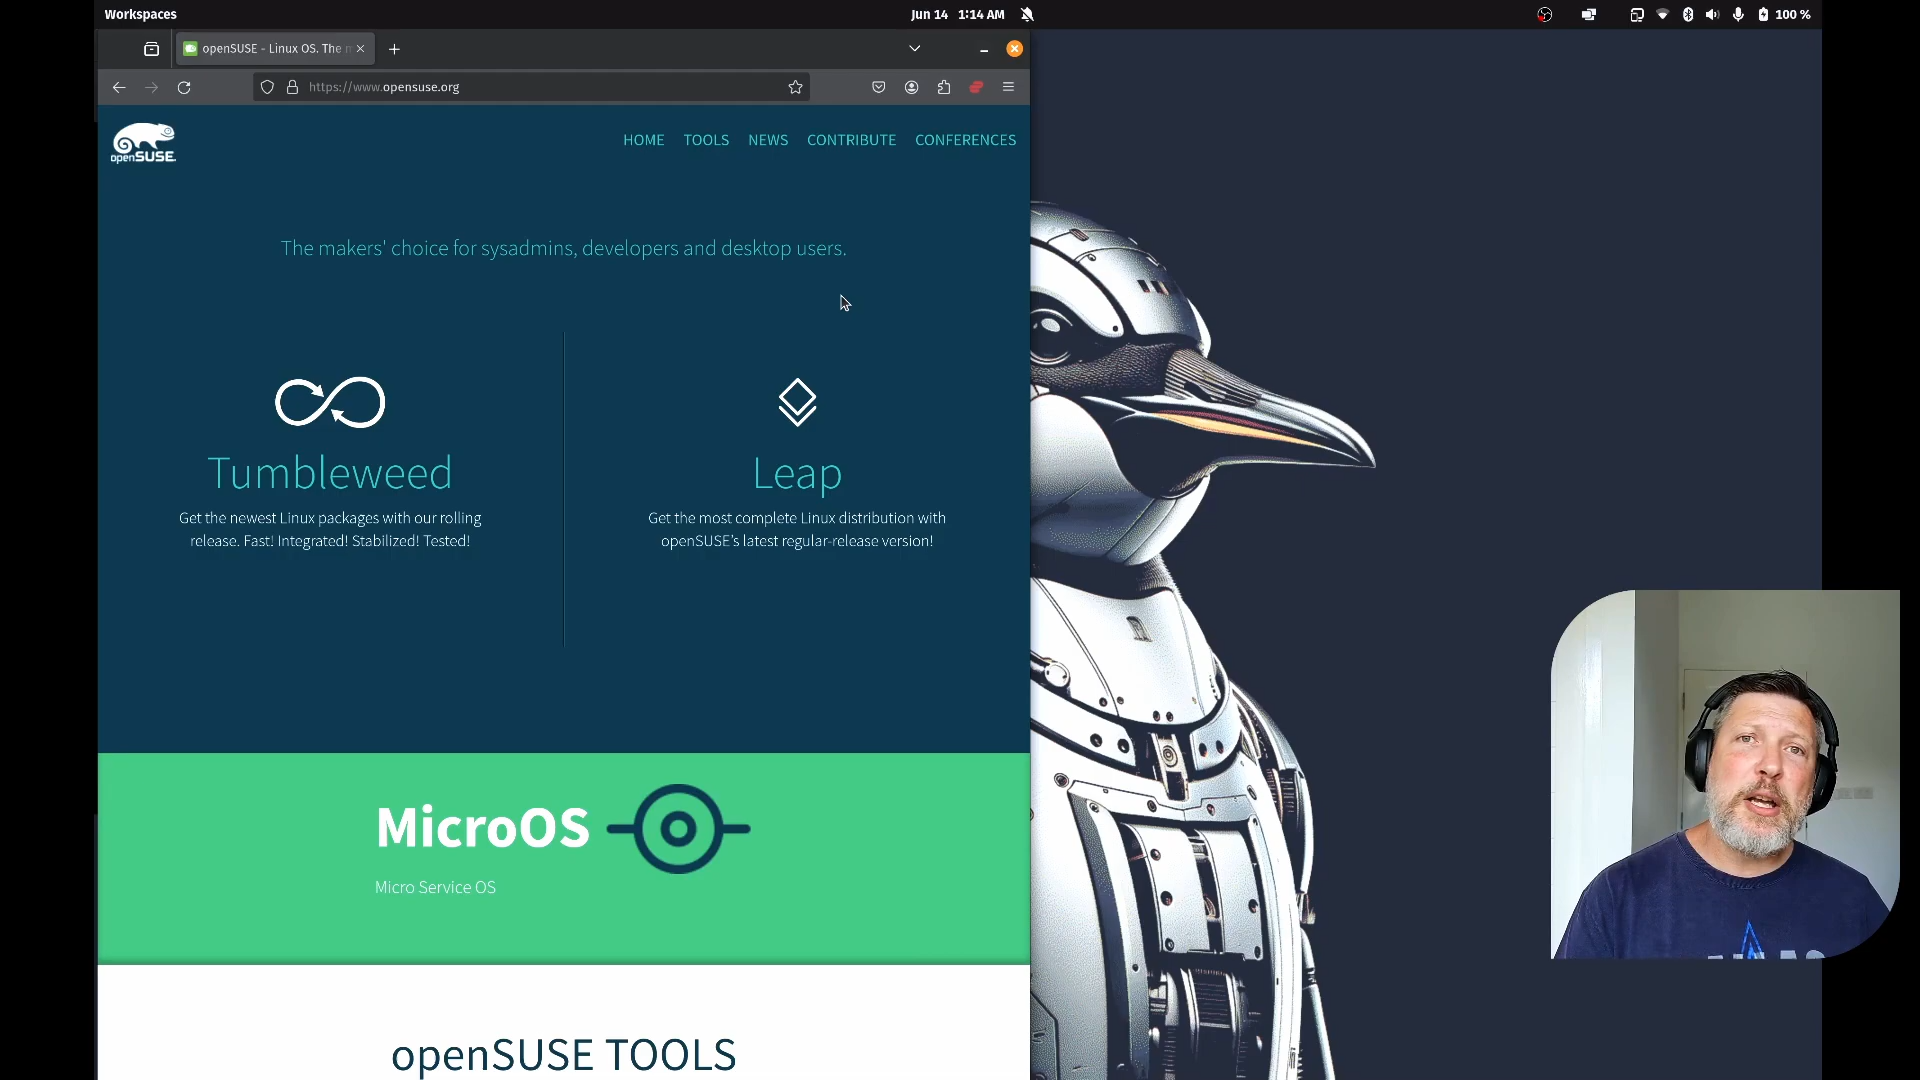 Workspaces
Jun 14 1:14 AM
100 %
openSUSE - Linux OS. The
https://www.opensuse.org
openSUSE.
HOME TOOLS NEWS CONTRIBUTE CONFERENCES
The makers' choice for sysadmins, developers and desktop users.
Tumbleweed
Get the newest Linux packages with our rolling
release. Fast! Integrated! Stabilized! Tested!
Leap
Get the most complete Linux distribution with
openSUSE’s latest regular-release version!
MicroOS
Micro Service OS
openSUSE TOOLS